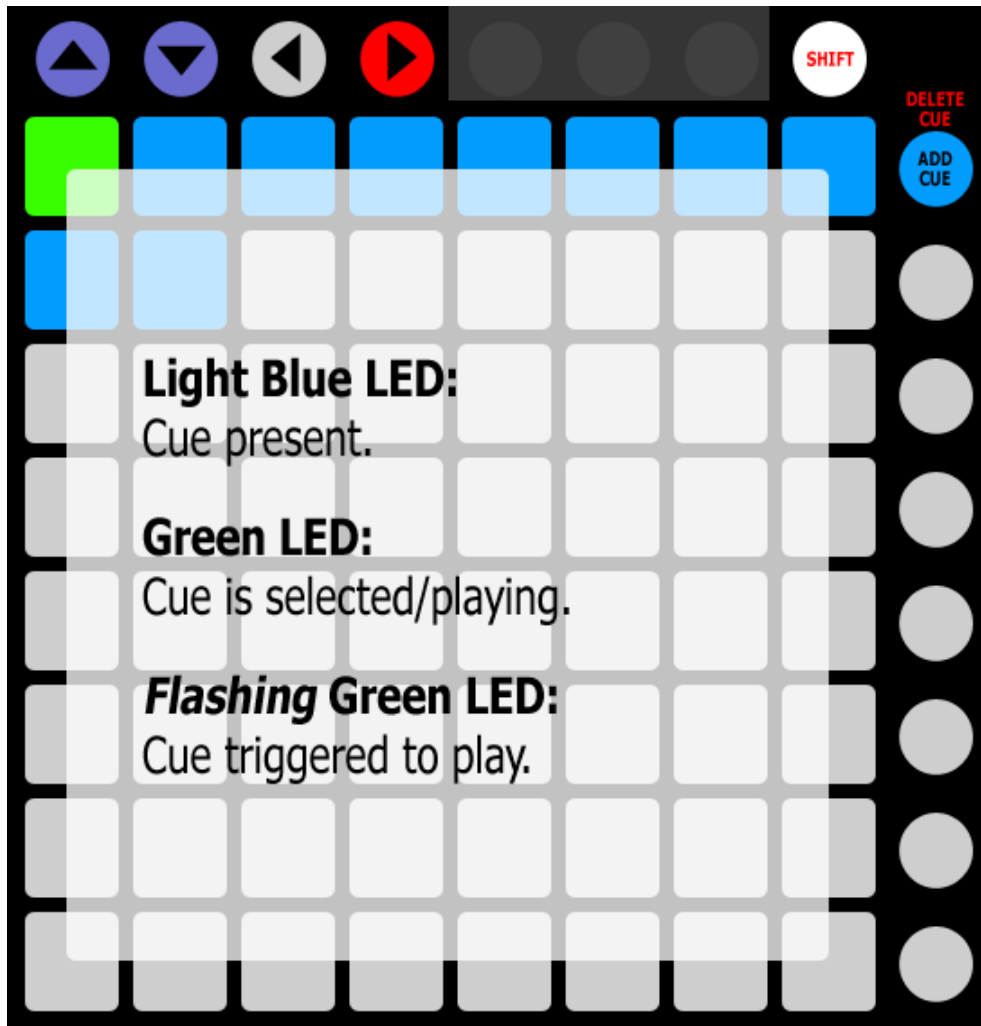 SHIFT
DELETE
CUE
ADD
CUE
Light Blue LED:
Cue present.
Green LED:
Cue is selected/playing.
Flashing Green LED:
Cue triggered to play.